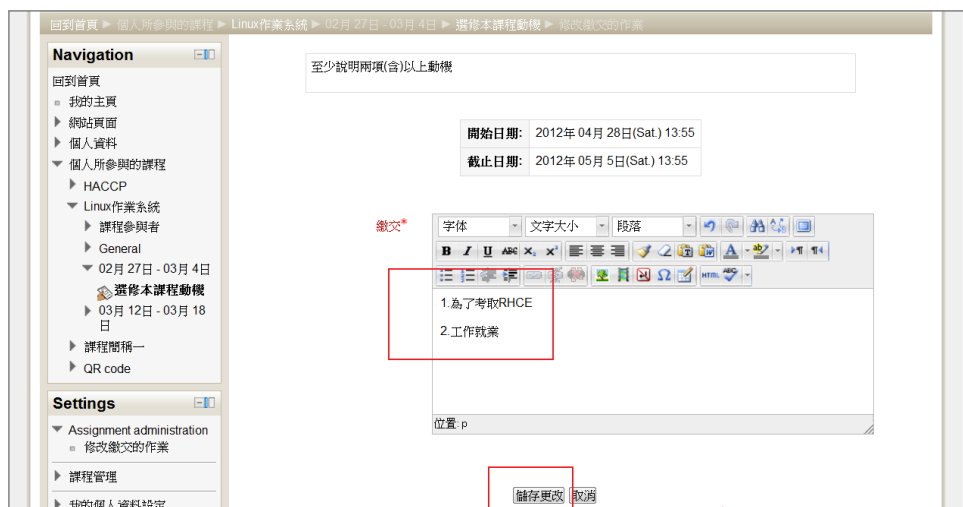 回到首頁 ► 個人所參與的課程 ► Linux作業系統 ► 02月 27日 - 03月 4日 ► 選修本課程動機 ► 修改繳交的作業
Navigation
回到首頁
我的主頁
網站頁面
個人資料
個人所參與的課程
HACCP
Linux作業系統
課程參與者
General
02月 27日 - 03月 4日
選修本課程動機
03月 12日 - 03月 18日
課程簡稱一
QR code
Settings
Assignment administration
修改繳交的作業
課程管理
我的個人資料設定
至少說明兩項(含)以上動機
開始日期: 2012年 04月 28日(Sat.) 13:55
截止日期: 2012年 05月 5日(Sat.) 13:55
繳交*
字体 文字大小 段落
B I U ABC X₂ X² A ab
Ω HTML ABC
1.為了考取RHCE
2.工作就業
位置: p
儲存更改 取消